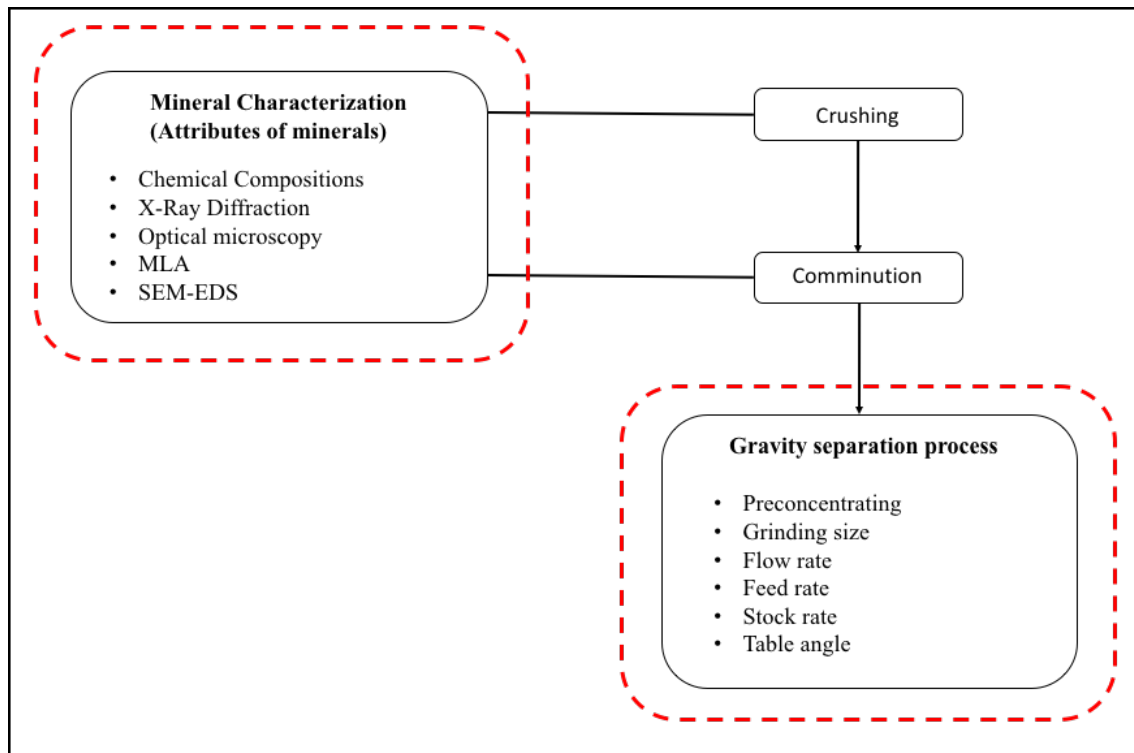 Mineral Characterization
(Attributes of minerals)
• Chemical Compositions
• X-Ray Diffraction
• Optical microscopy
• MLA
• SEM-EDS
Crushing
Comminution
Gravity separation process
• Preconcentrating
• Grinding size
• Flow rate
• Feed rate
• Stock rate
• Table angle